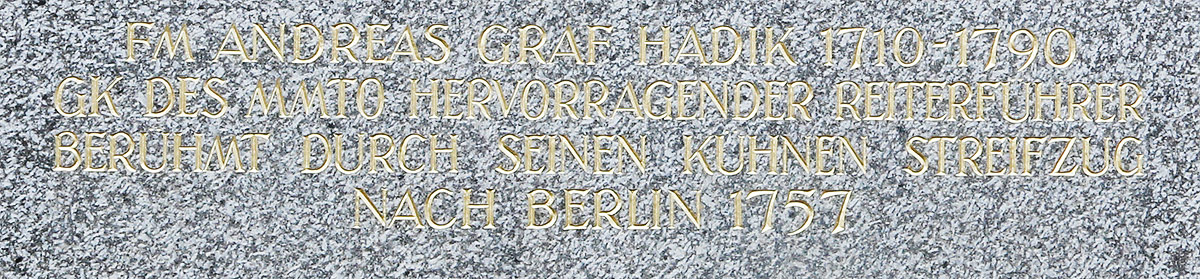 FM ANDREAS GRAF HADIK 1710-1790
GK DES MMTO HERVORRAGENDER REITERFUHRER
BERUHMT DURCH SEINEN KUHNEN STREIFZUG
NACH BERLIN 1757